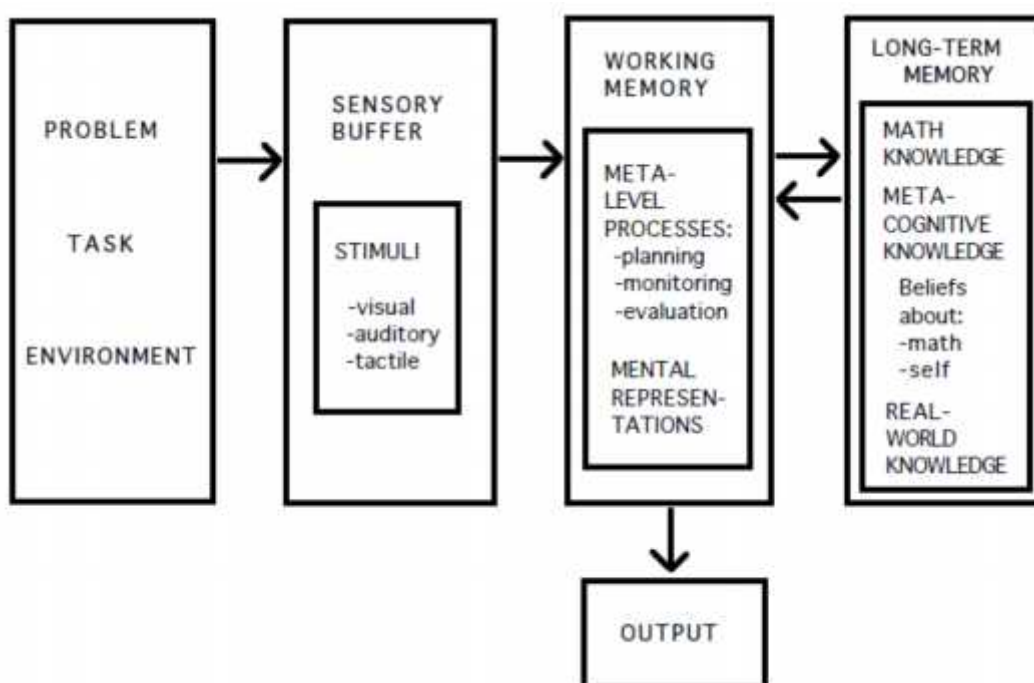 PROBLEM
TASK
ENVIRONMENT
SENSORY
BUFFER
STIMULI
-visual
-auditory
-tactile
WORKING
MEMORY
META-
LEVEL
PROCESSES:
-planning
-monitoring
-evaluation
MENTAL
REPRESEN-
TATIONS
LONG-TERM
MEMORY
MATH
KNOWLEDGE
META-
COGNITIVE
KNOWLEDGE
Beliefs
about:
-math
-self
REAL-
WORLD
KNOWLEDGE
OUTPUT